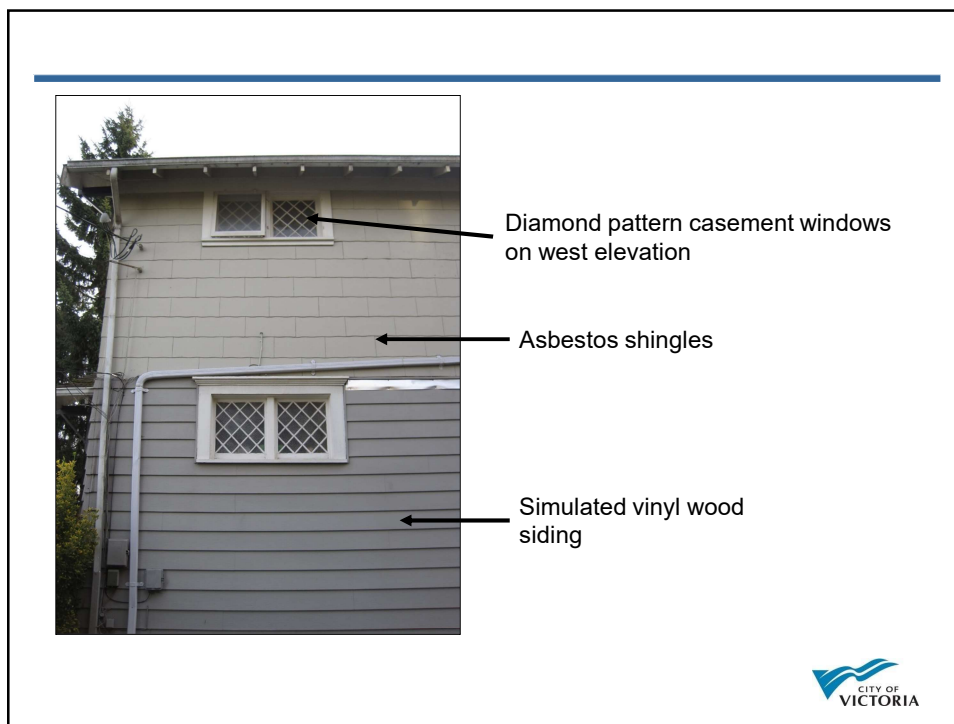 Diamond pattern casement windows
on west elevation
Asbestos shingles
Simulated vinyl wood
siding
CITY OF
VICTORIA